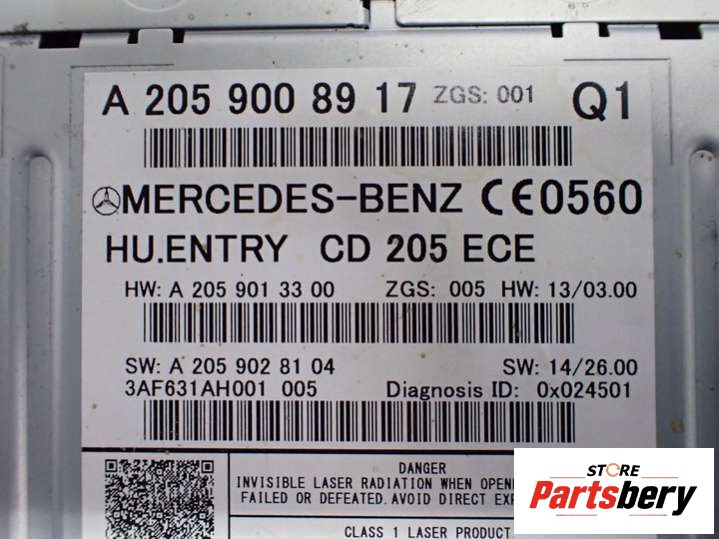 A 205 900 89 17 ZGS: 001 Q1
MERCEDES-BENZ CE0560
HU.ENTRY CD 205 ECE
HW: A 205 901 33 00 ZGS: 005 HW: 13/03.00
SW: A 205 902 81 04 SW: 14/26.00
3AF631AH001 005 Diagnosis ID: 0x024501
DANGER
INVISIBLE LASER RADIATION WHEN OPEN
FAILED OR DEFEATED. AVOID DIRECT
CLASS 1 LASER PRODUCT
STORE
Partsbery